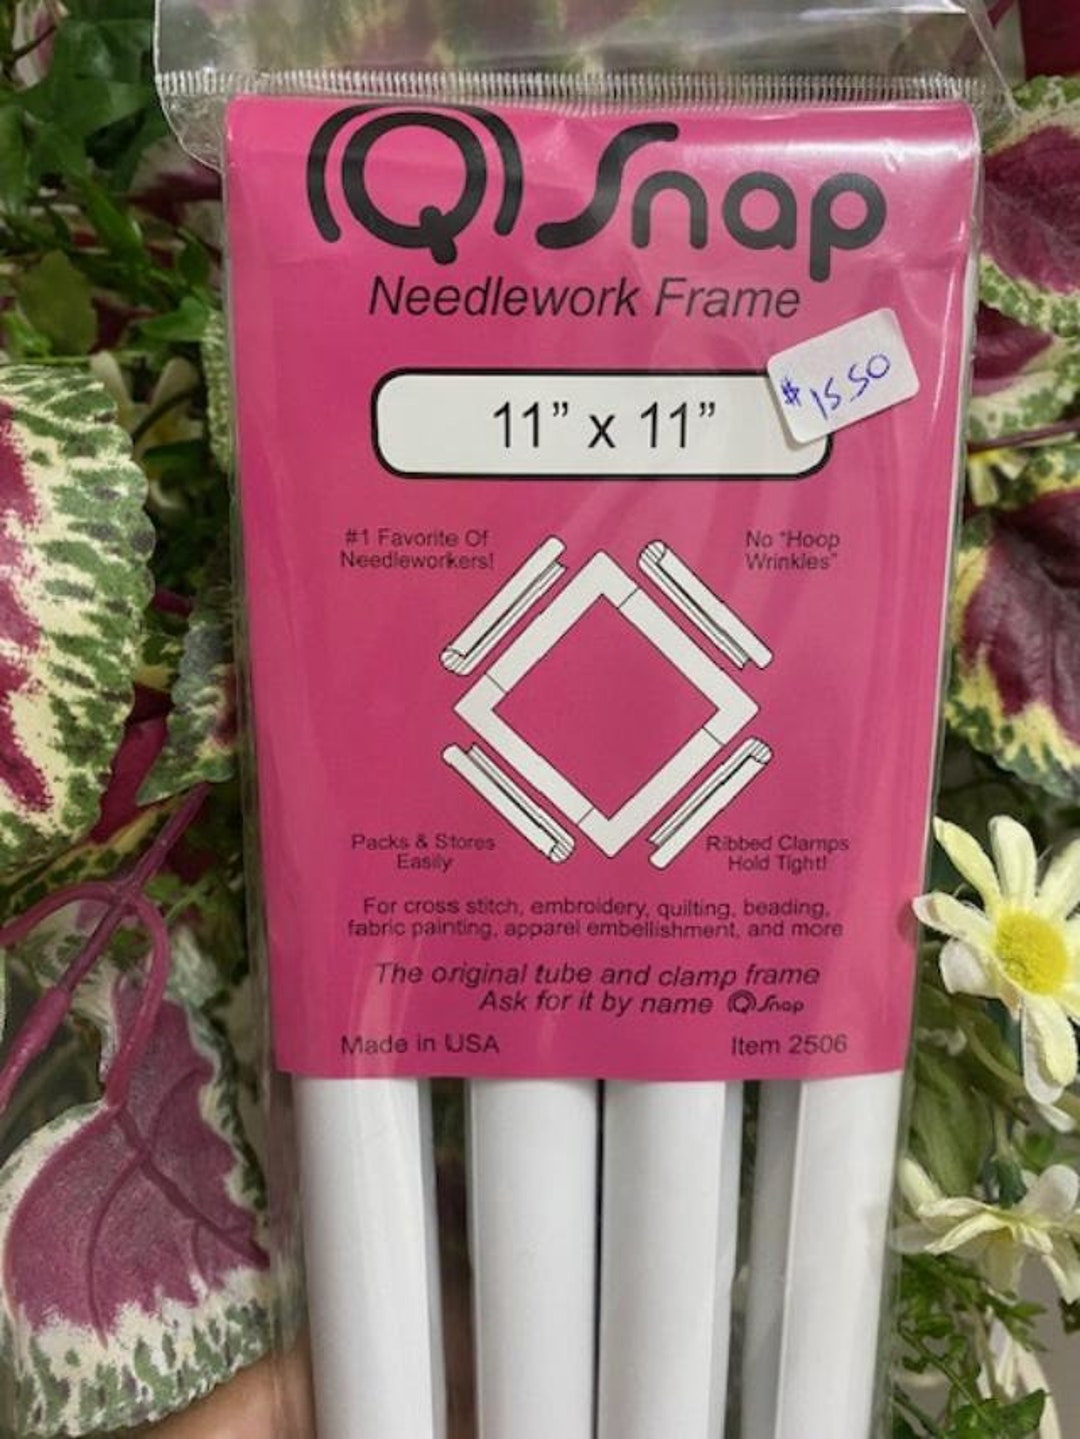 Q Snap
Needlework Frame
$15.50
11” x 11”
#1 Favorite Of
Needleworkers!
No “Hoop
Wrinkles”
Packs & Stores
Easily
Ribbed Clamps
Hold Tight!
For cross stitch, embroidery, quilting, beading,
fabric painting, apparel embellishment, and more
The original tube and clamp frame
Ask for it by name Q Snap
Made in USA
Item 2506